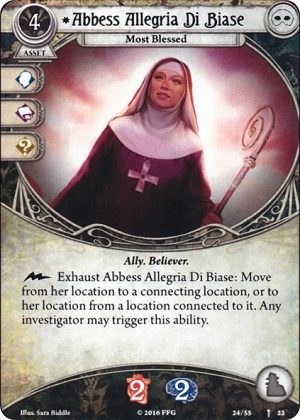 4
*Abbess Allegria Di Biase
Most Blessed
ASSET
Ally. Believer.
Exhaust Abbess Allegria Di Biase: Move
from her location to a connecting location, or to
her location from a location connected to it. Any
investigator may trigger this ability.
2 2
Illus. Sara Biddle © 2016 FFG 24/55 22